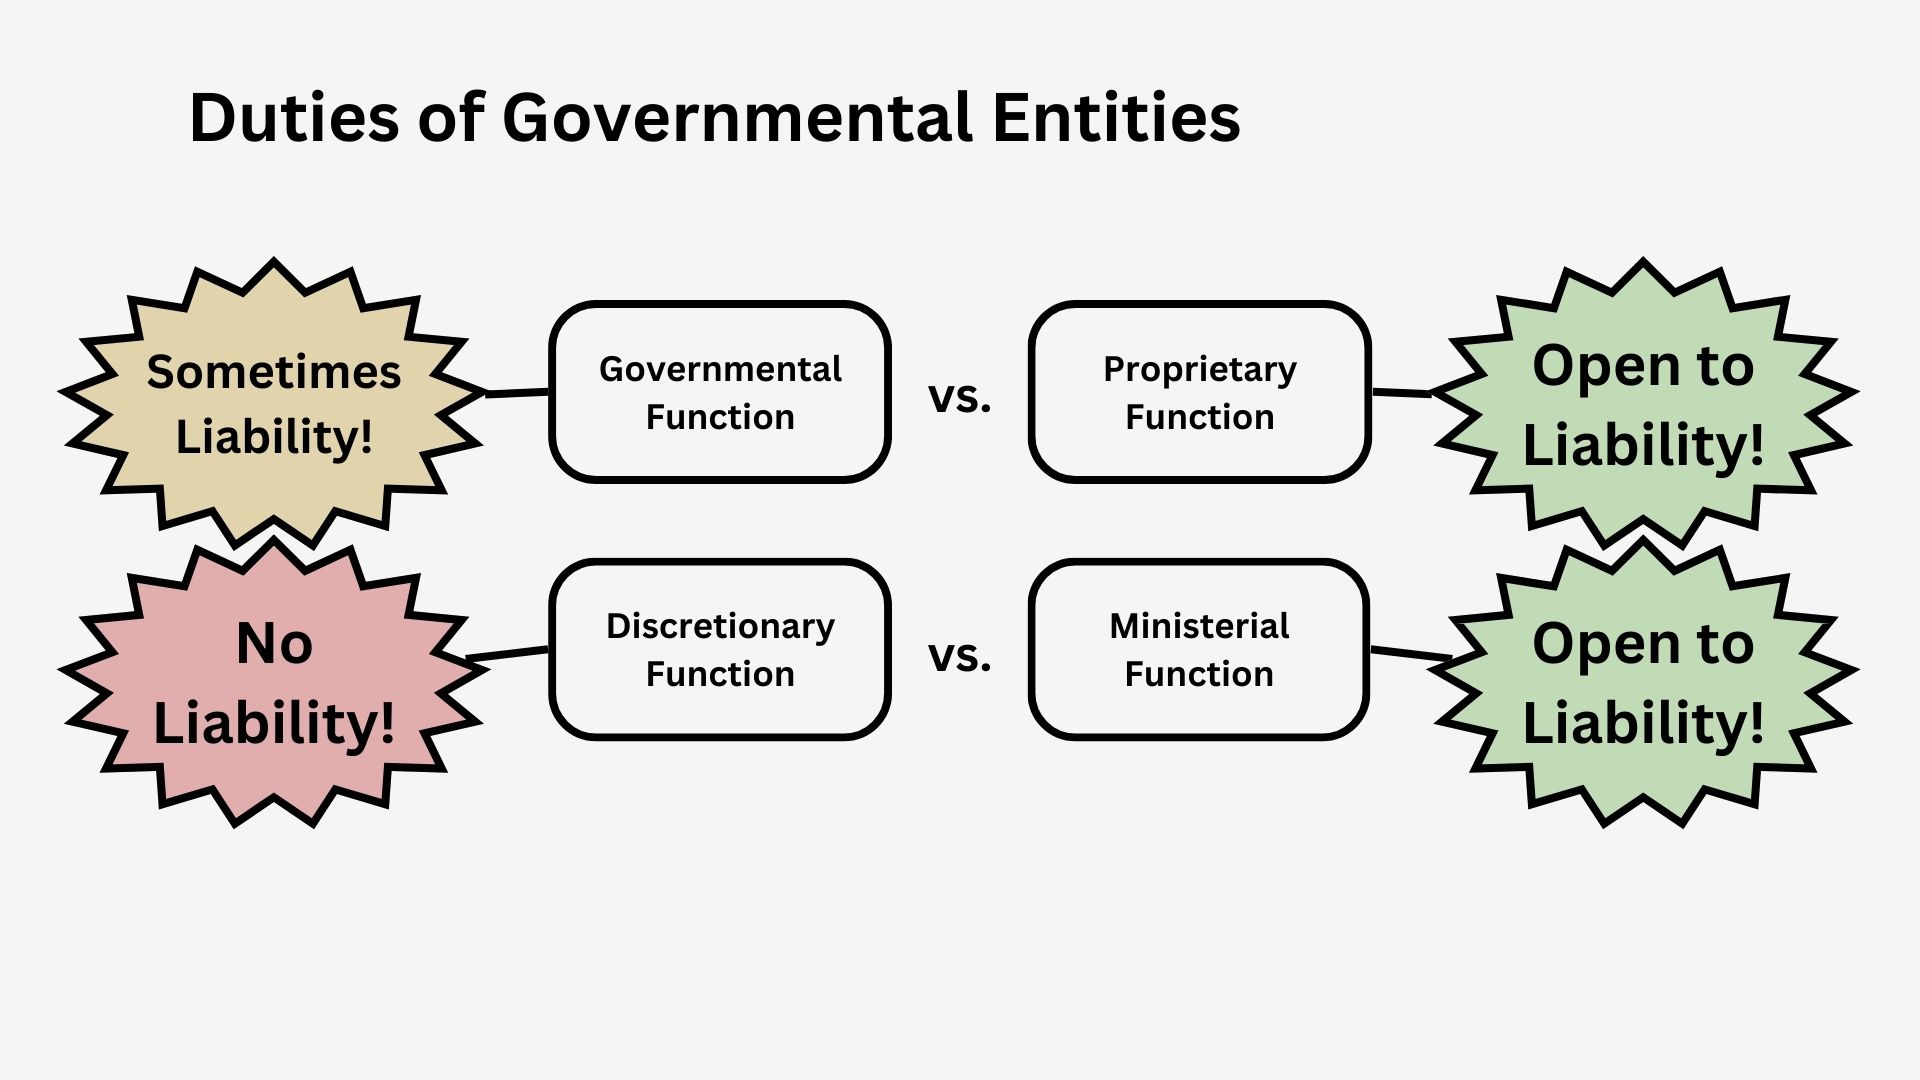 Duties of Governmental Entities
Sometimes
Liability!
Governmental
Function
vs.
Proprietary
Function
Open to
Liability!
No
Liability!
Discretionary
Function
vs.
Ministerial
Function
Open to
Liability!